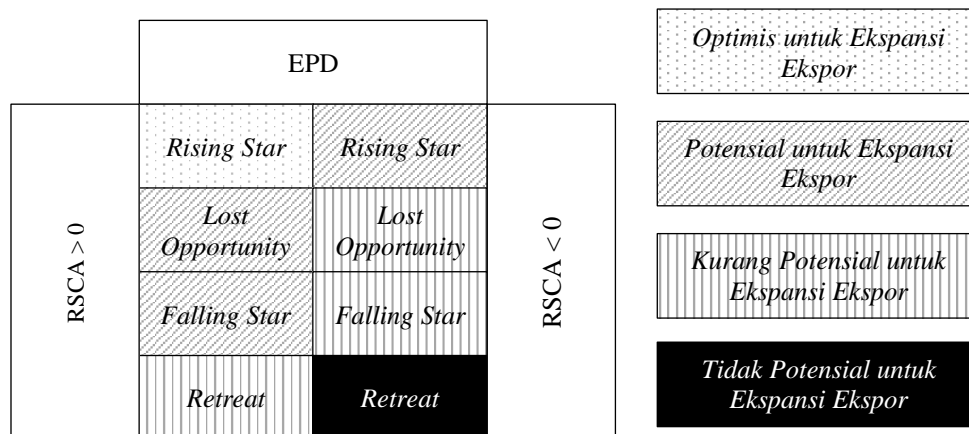 EPD
RSCA > 0
Rising Star
Rising Star
Lost
Opportunity
Lost
Opportunity
Falling Star
Falling Star
Retreat
Retreat
RSCA < 0
Optimis untuk Ekspansi
Ekspor
Potensial untuk Ekspansi
Ekspor
Kurang Potensial untuk
Ekspansi Ekspor
Tidak Potensial untuk
Ekspansi Ekspor